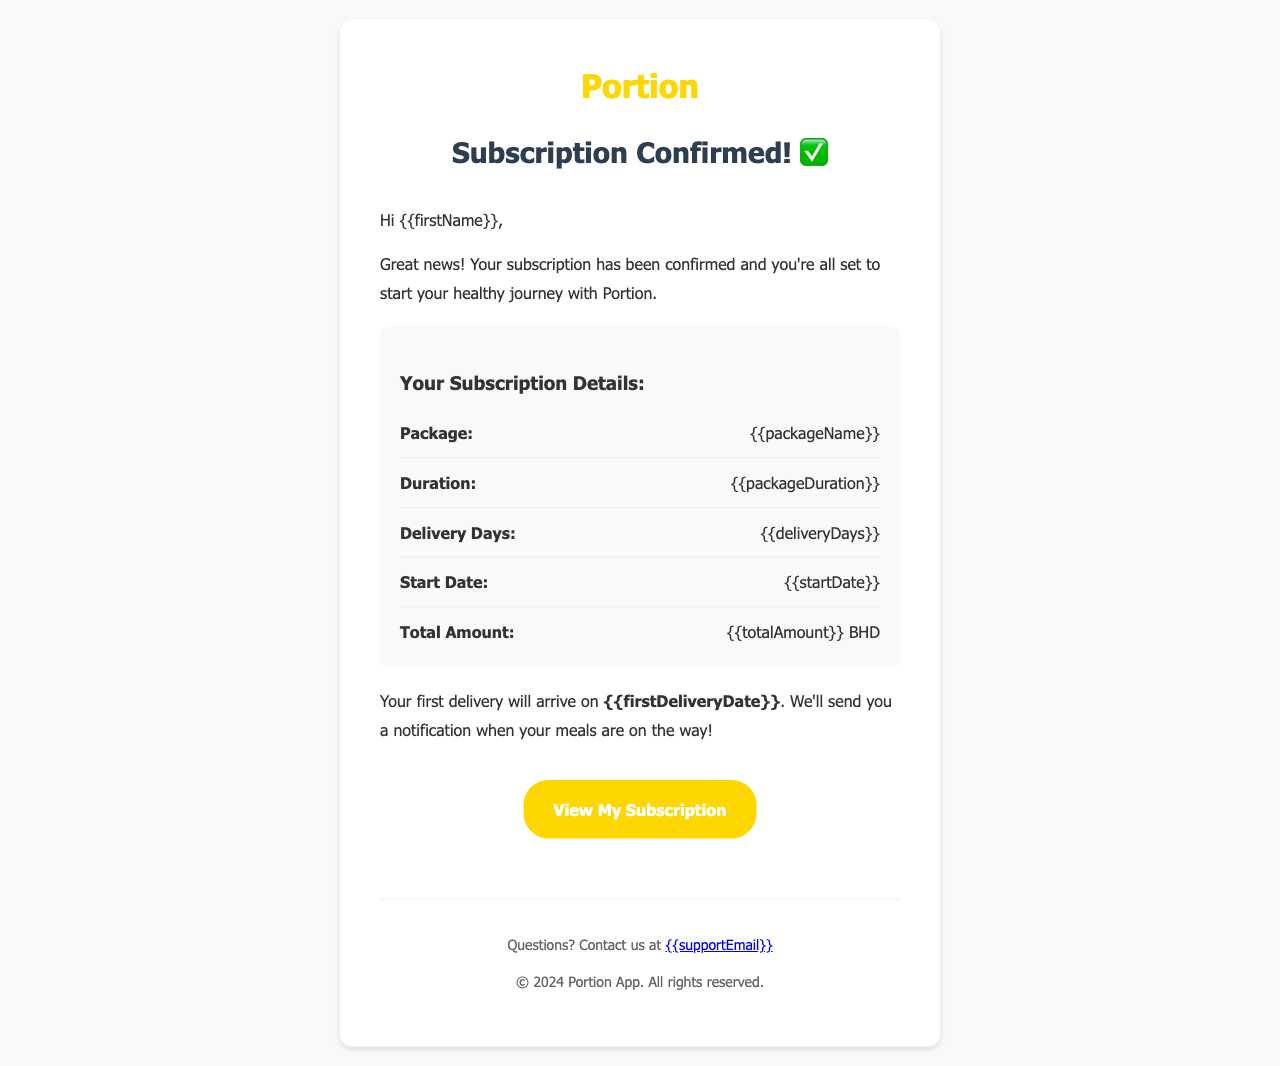 Portion
Subscription Confirmed! ✅
Hi {{firstName}},
Great news! Your subscription has been confirmed and you're all set to
start your healthy journey with Portion.
Your Subscription Details:
Package: {{packageName}}
Duration: {{packageDuration}}
Delivery Days: {{deliveryDays}}
Start Date: {{startDate}}
Total Amount: {{totalAmount}} BHD
Your first delivery will arrive on {{firstDeliveryDate}}. We'll send you
a notification when your meals are on the way!
View My Subscription
Questions? Contact us at {{supportEmail}}
© 2024 Portion App. All rights reserved.